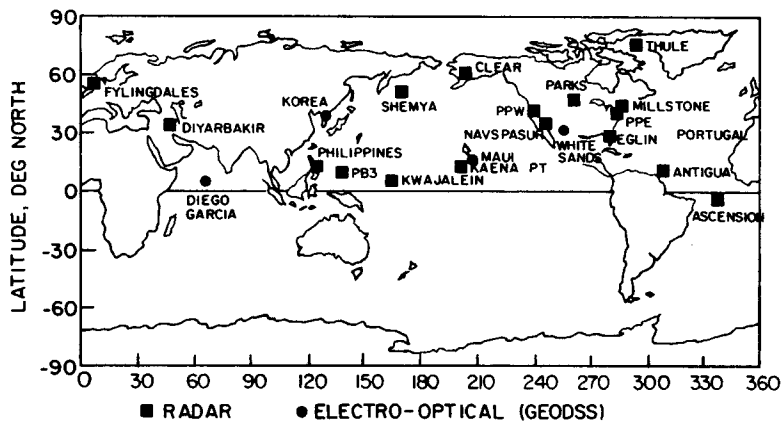 LATITUDE, DEG NORTH
90
60
30
0
-30
-60
-90
THULE
CLEAR
PARKS
FYLINGDALES
KOREA
SHEMYA
PPW
MILLSTONE
PPE
DIYARBAKIR
NAVSPASUR
EGLIN
PORTUGAL
WHITE
SANDS
PHILIPPINES
MAUI
KAENA PT
PB3
KWAJALEIN
ANTIGUA
DIEGO
GARCIA
ASCENSION
0 30 60 90 120 150 180 210 240 270 300 330 360
RADAR
ELECTRO-OPTICAL (GEODSS)